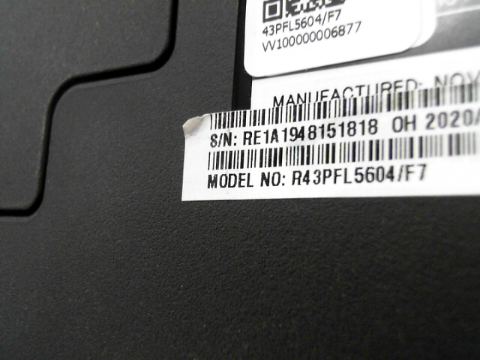 43PFL5604/F7
VV100000006877
MANUFACTURED: NOV
S/N: RE1A1948151818 OH 2020/
MODEL NO: R43PFL5604/F7